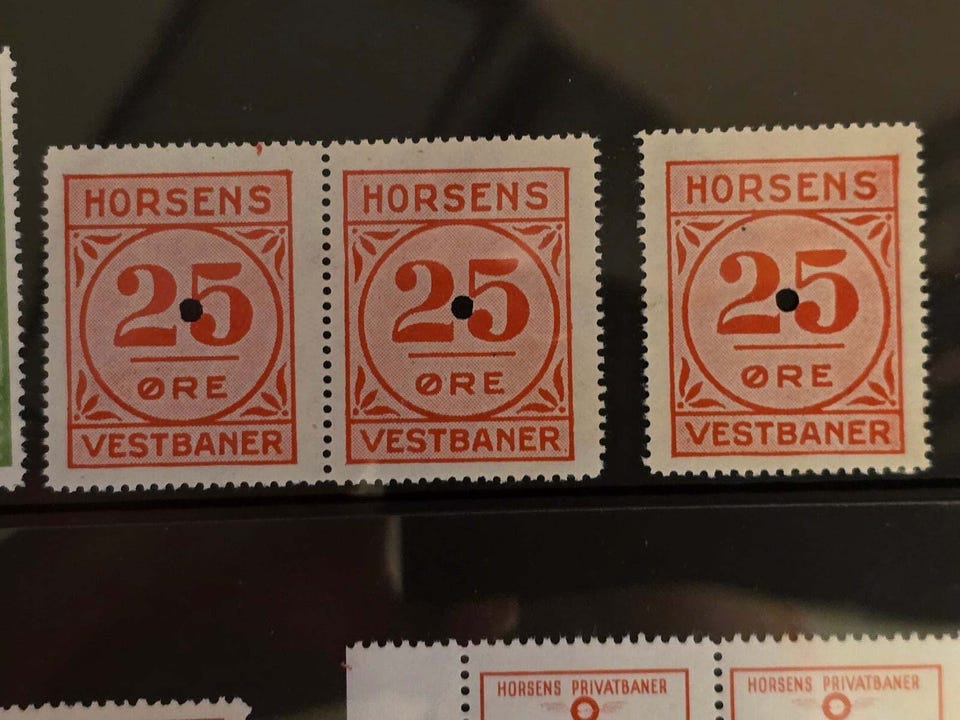 HORSENS
25
ØRE
VESTBANER
HORSENS
25
ØRE
VESTBANER
HORSENS
25
ØRE
VESTBANER
HORSENS PRIVATBANER
HORSENS PRIVATBANER